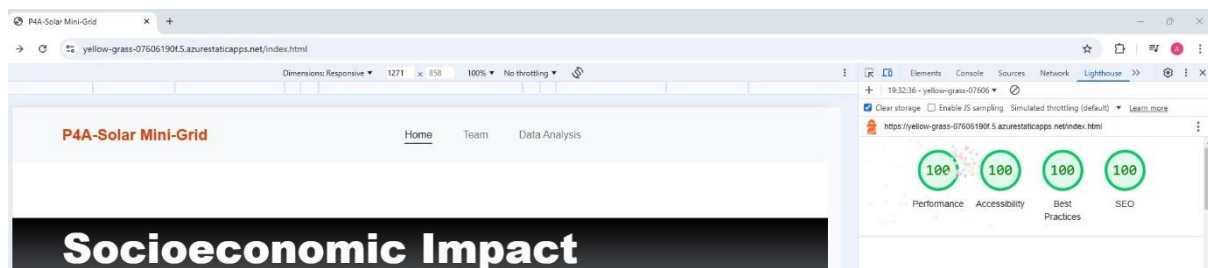 P4A-Solar Mini-Grid
yellow-grass-07606190f.5.azurestaticapps.net/index.html
Dimensions: Responsive 1271 x 858 100% No throttling
Elements Console Sources Network Lighthouse
19:32:36 - yellow-grass-07606
Clear storage Enable JS sampling Simulated throttling (default) Learn more
https://yellow-grass-07606190f.5.azurestaticapps.net/index.html
P4A-Solar Mini-Grid Home Team Data Analysis
100 100 100 100
Performance Accessibility Best Practices SEO
Socioeconomic Impact